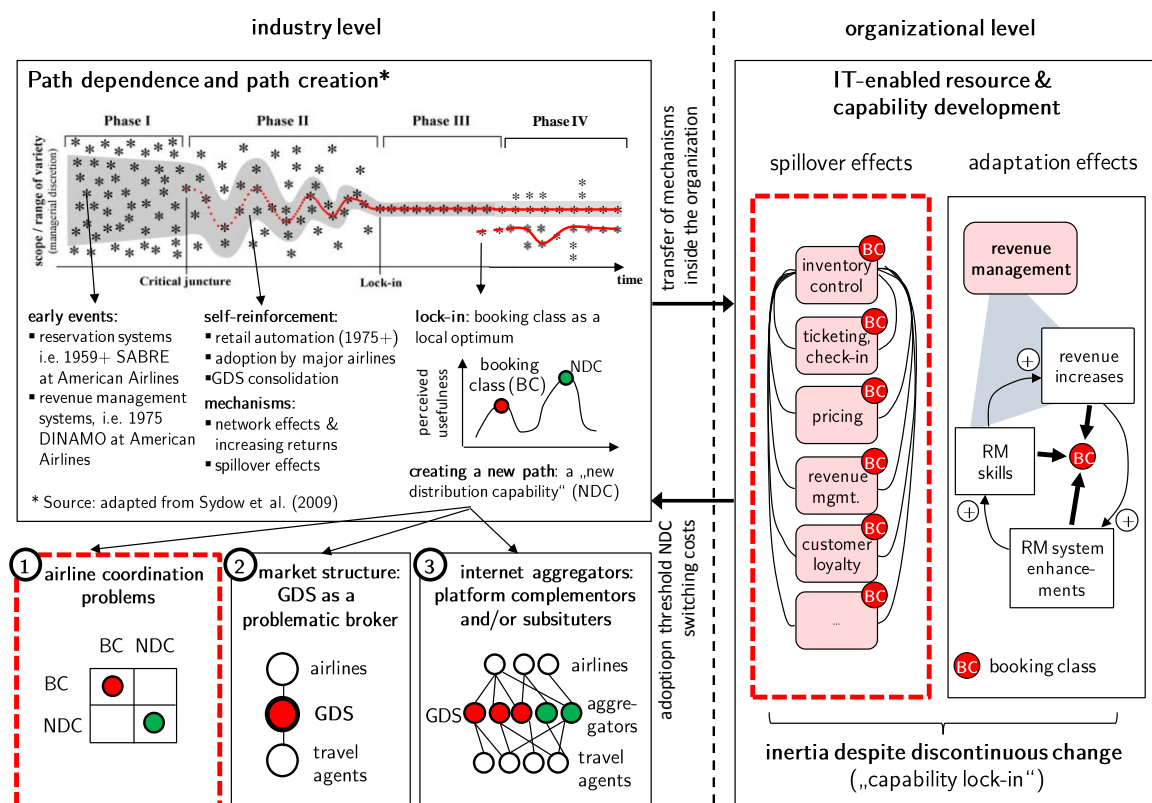 industry level
organizational level
Path dependence and path creation*
Phase I
Phase II
Phase III
Phase IV
scope / range of variety
(managenal discretion)
Critical juncture
Lock-in
time
early events:
▪ reservation systems
i.e. 1959+ SABRE
at American Airlines
▪ revenue management
systems, i.e. 1975
DINAMO at American
Airlines
self-reinforcement:
▪ retail automation (1975+)
▪ adoption by major airlines
▪GDS consolidation
mechanisms:
▪ network effects &
increasing returns
▪ spillover effects
lock-in: booking class as a
local optimum
perceived
usefulness
booking
class (BC)
NDC
creating a new path: a „new
distribution capability“ (NDC)
* Source: adapted from Sydow et al. (2009)
transfer of mechanisms
inside the organization
adoptiopn threshold NDC
switching costs
1
airline coordination
problems
BC NDC
BC
NDC
2
market structure:
GDS as a
problematic broker
airlines
GDS
travel
agents
3
internet aggregators:
platform complementors
and/or subsituters
airlines
GDS
aggre-
gators
travel
agents
IT-enabled resource &
capability development
spillover effects
adaptation effects
BC
inventory
control
BC
ticketing,
check-in
BC
pricing
BC
revenue
mgmt.
BC
customer
loyalty
BC
...
revenue
management
+
revenue
increases
RM
skills
BC
+
+
RM system
enhance-
ments
BC booking class
inertia despite discontinuous change
(„capability lock-in“)